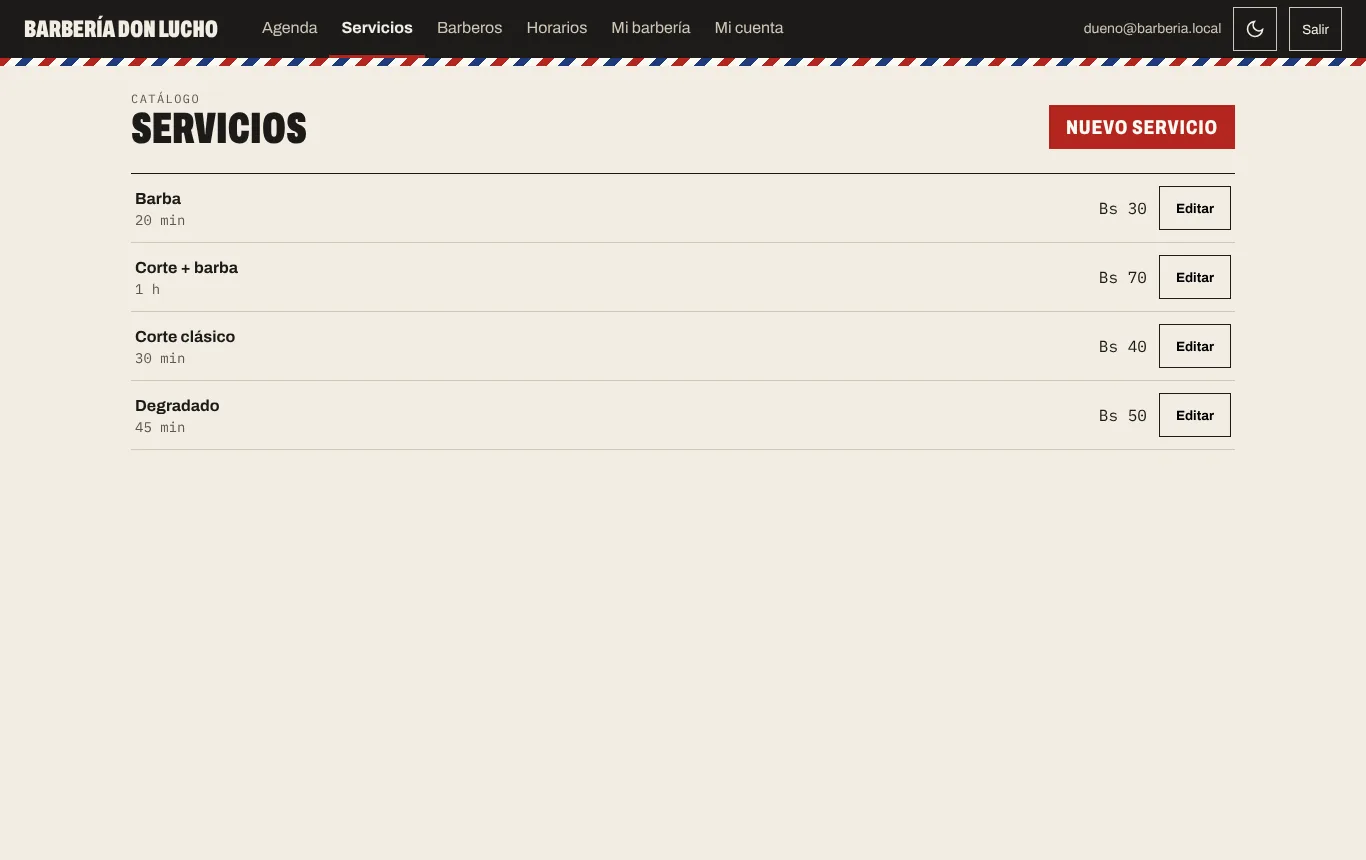 BARBERÍA DON LUCHO
Agenda
Servicios
Barberos
Horarios
Mi barbería
Mi cuenta
dueno@barberia.local
Salir
CATÁLOGO
SERVICIOS
NUEVO SERVICIO
Barba
20 min
Bs 30
Editar
Corte + barba
1 h
Bs 70
Editar
Corte clásico
30 min
Bs 40
Editar
Degradado
45 min
Bs 50
Editar